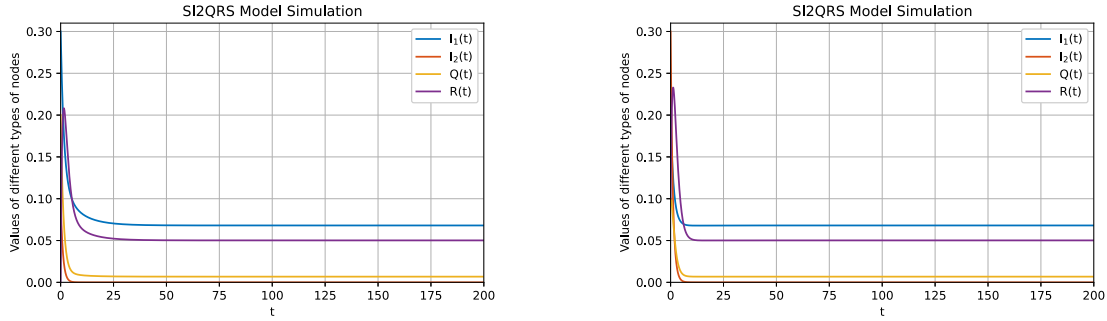 SI2QRS Model Simulation
Values of different types of nodes
0.30
0.25
0.20
0.15
0.10
0.05
0.00
I₁(t)
I₂(t)
Q(t)
R(t)
0 25 50 75 100 125 150 175 200
t
SI2QRS Model Simulation
Values of different types of nodes
0.30
0.25
0.20
0.15
0.10
0.05
0.00
I₁(t)
I₂(t)
Q(t)
R(t)
0 25 50 75 100 125 150 175 200
t